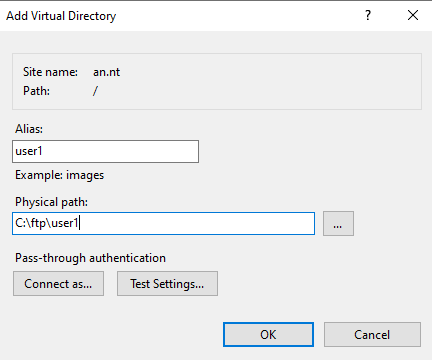 Add Virtual Directory
?
Site name: an.nt
Path: /
Alias:
user1
Example: images
Physical path:
C:\ftp\user1
...
Pass-through authentication
Connect as... Test Settings...
OK Cancel